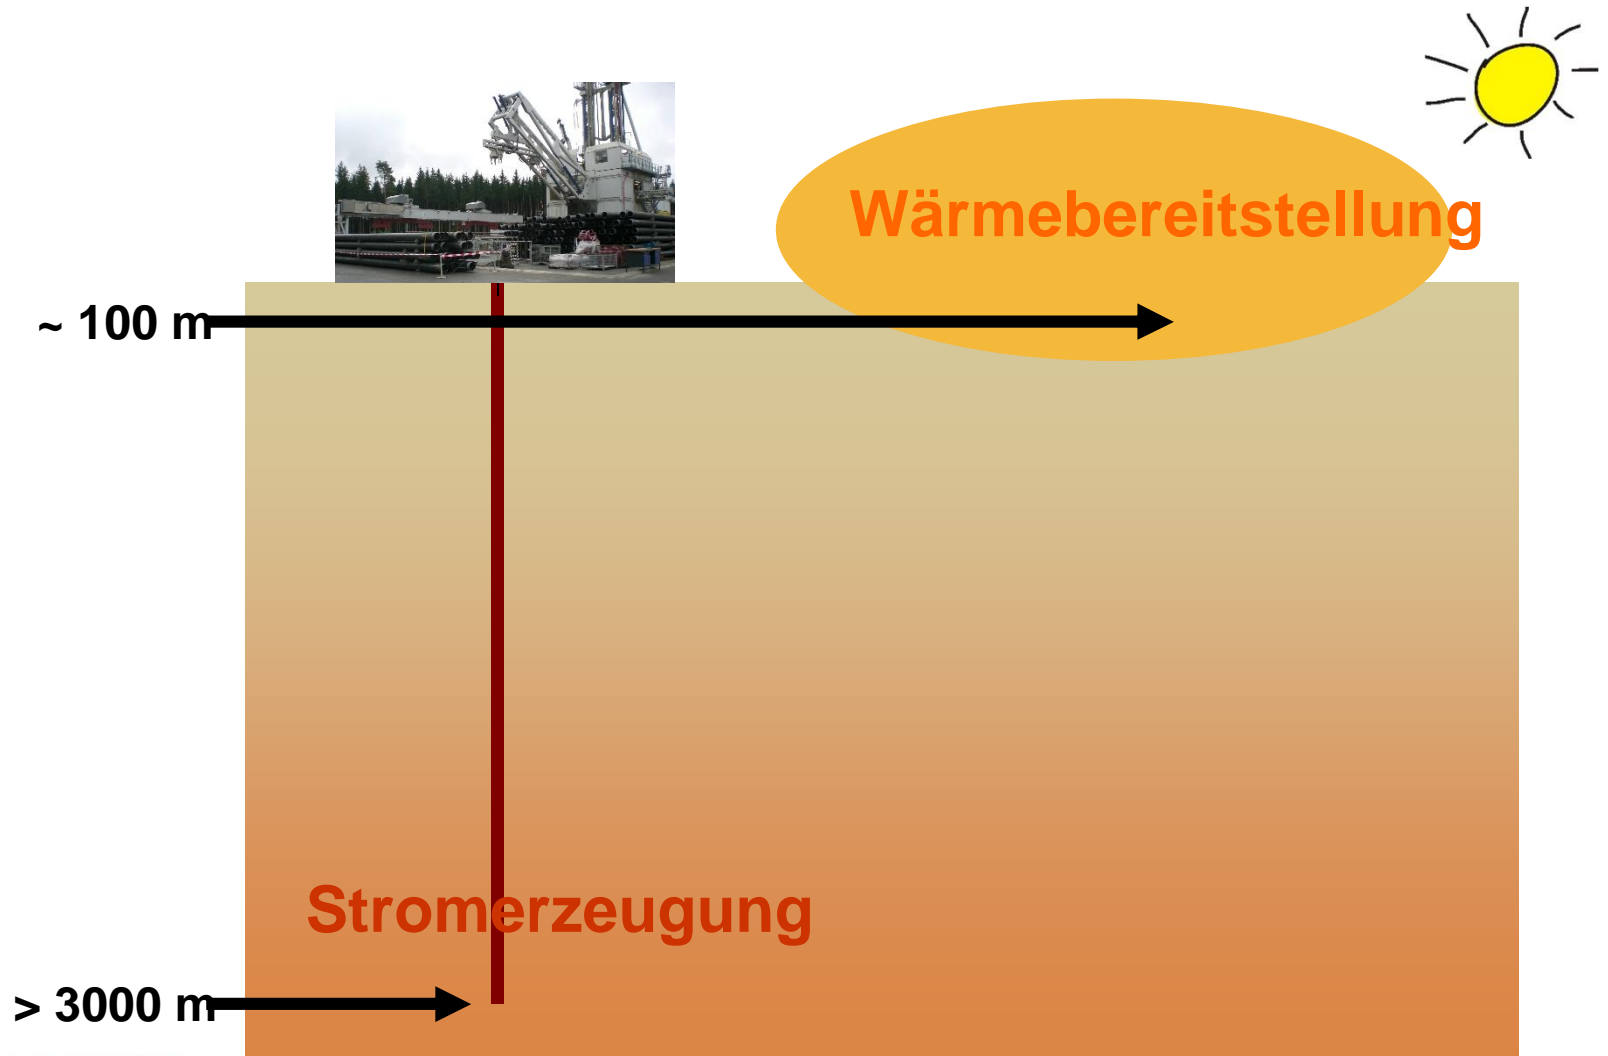 Wärmebereitstellung
~ 100 m
Stromerzeugung
> 3000 m